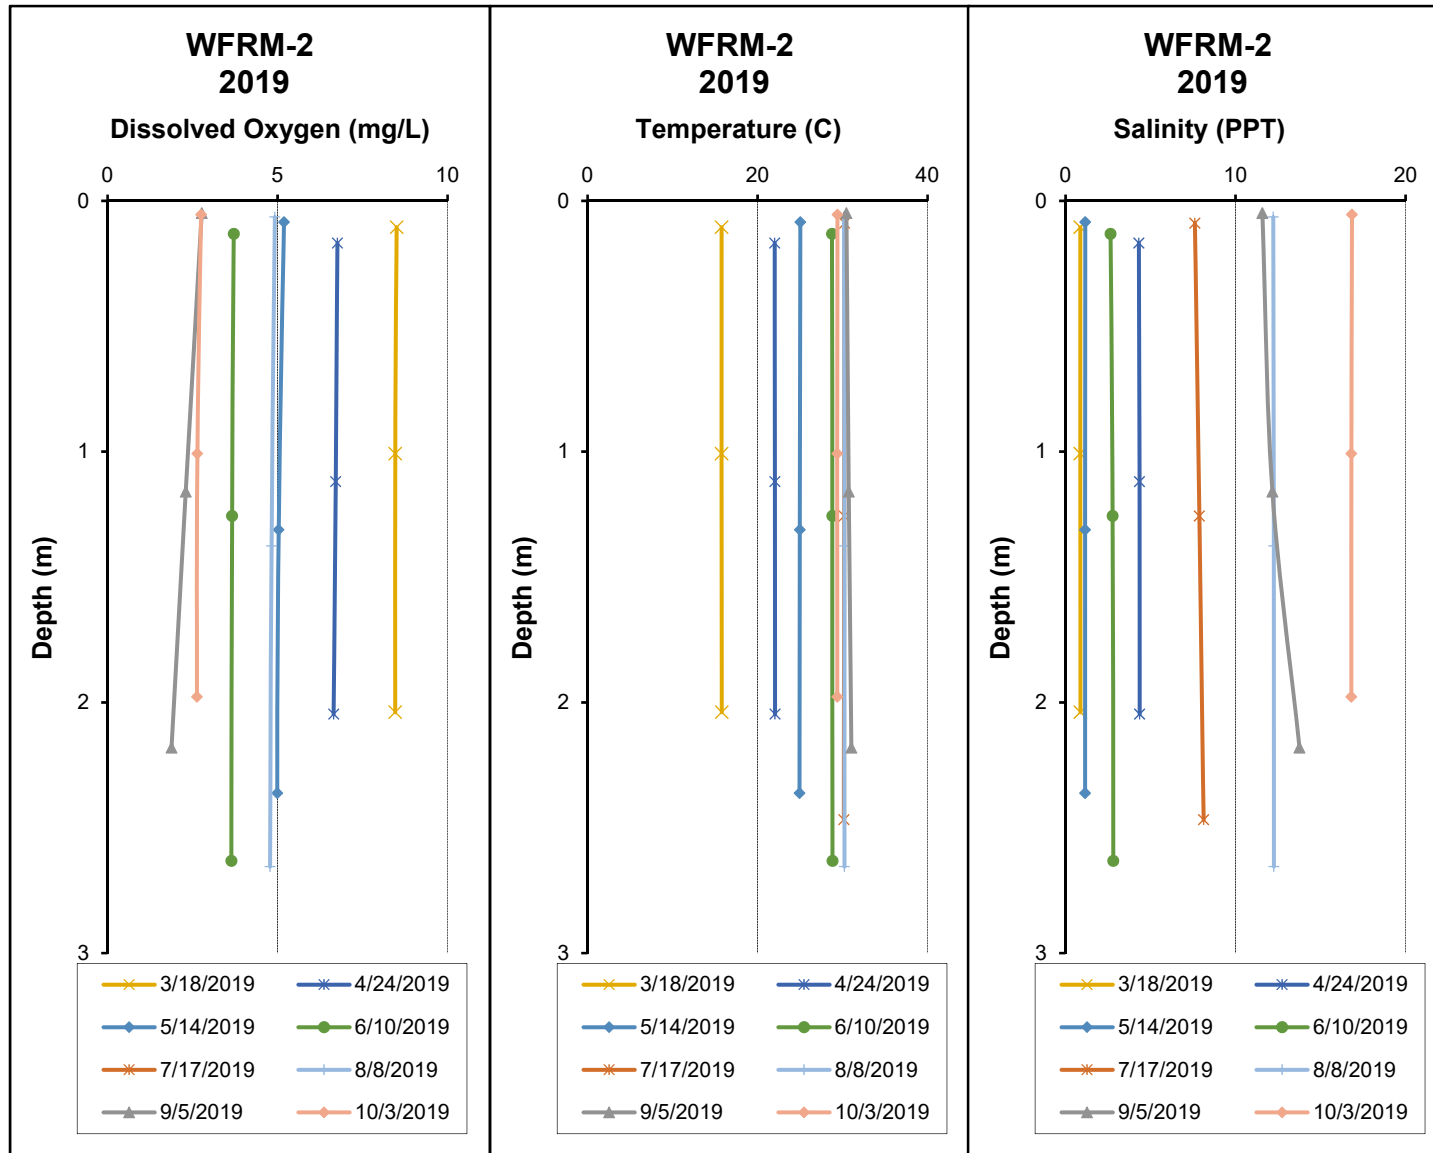 WFRM-2
2019
Dissolved Oxygen (mg/L)
0 5 10
0
1
2
3
Depth (m)
3/18/2019 4/24/2019
5/14/2019 6/10/2019
7/17/2019 8/8/2019
9/5/2019 10/3/2019
WFRM-2
2019
Temperature (C)
0 20 40
0
1
2
3
Depth (m)
3/18/2019 4/24/2019
5/14/2019 6/10/2019
7/17/2019 8/8/2019
9/5/2019 10/3/2019
WFRM-2
2019
Salinity (PPT)
0 10 20
0
1
2
3
Depth (m)
3/18/2019 4/24/2019
5/14/2019 6/10/2019
7/17/2019 8/8/2019
9/5/2019 10/3/2019